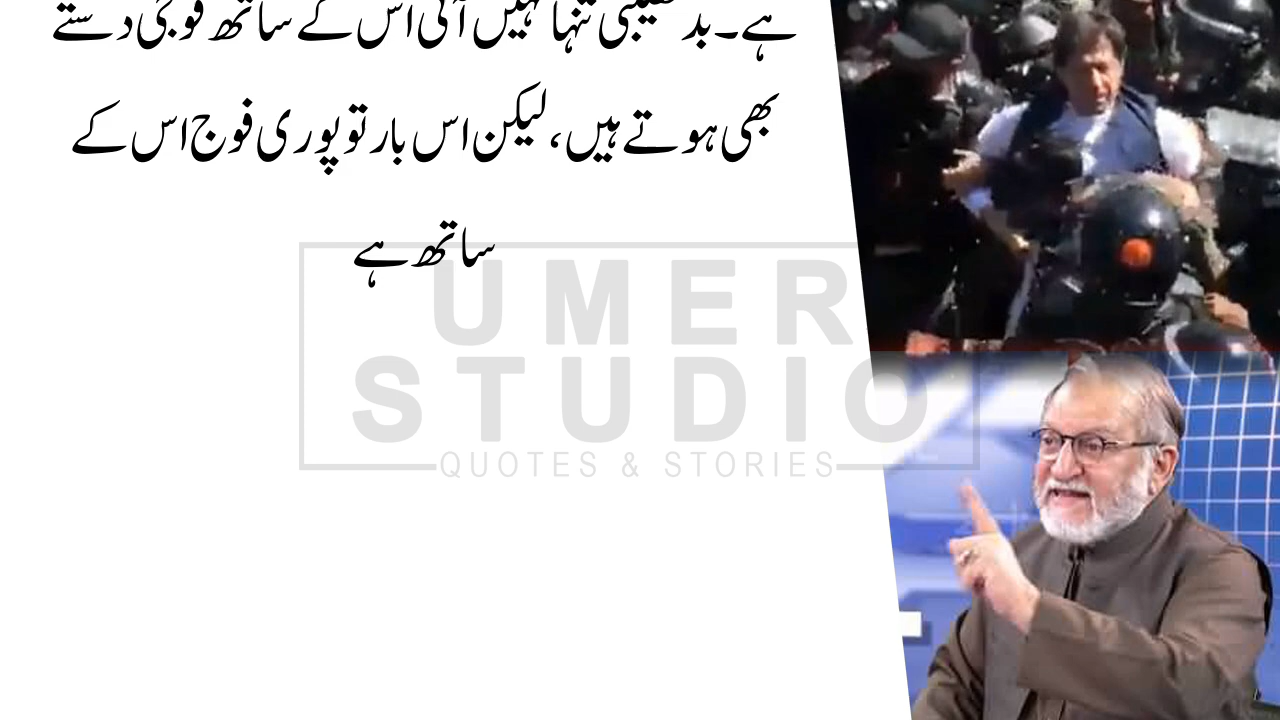 ہے۔ بدنصیبی تنہا نہیں آئی اس کے ساتھ فوجی دستے
بھی ہوتے ہیں، لیکن اس بار تو پوری فوج اس کے
ساتھ ہے
UMER
STUDIO
QUOTES & STORIES